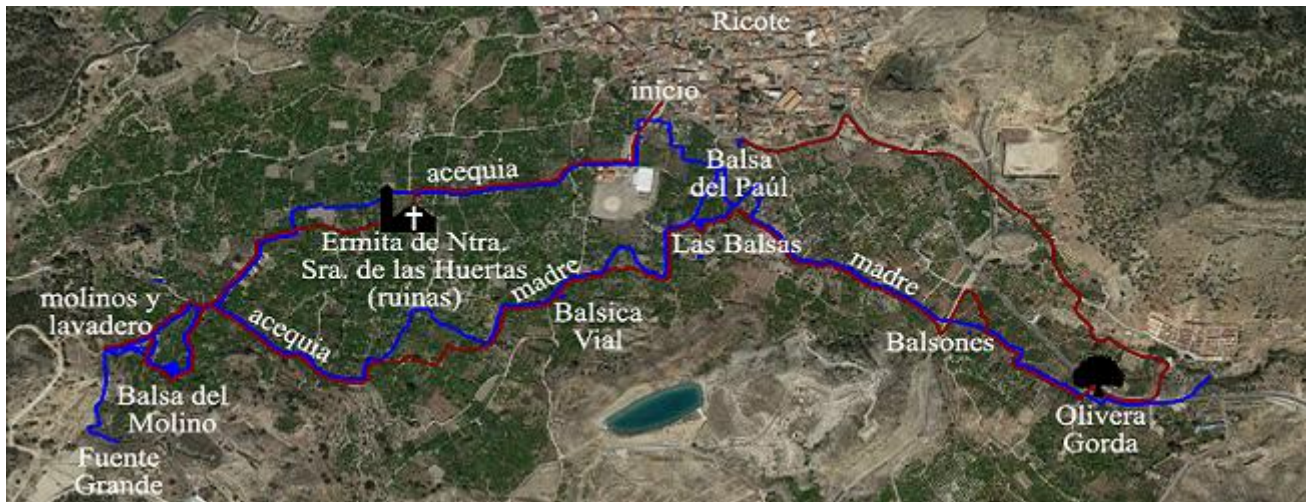 Ricote
inicio
acequia
Balsa
del Paúl
Las Balsas
Ermita de Ntra.
Sra. de las Huertas
(ruinas)
madre
madre
molinos y
lavadero
acequia
Balsica
Vial
Balsones
Balsa del
Molino
Olivera
Gorda
Fuente
Grande